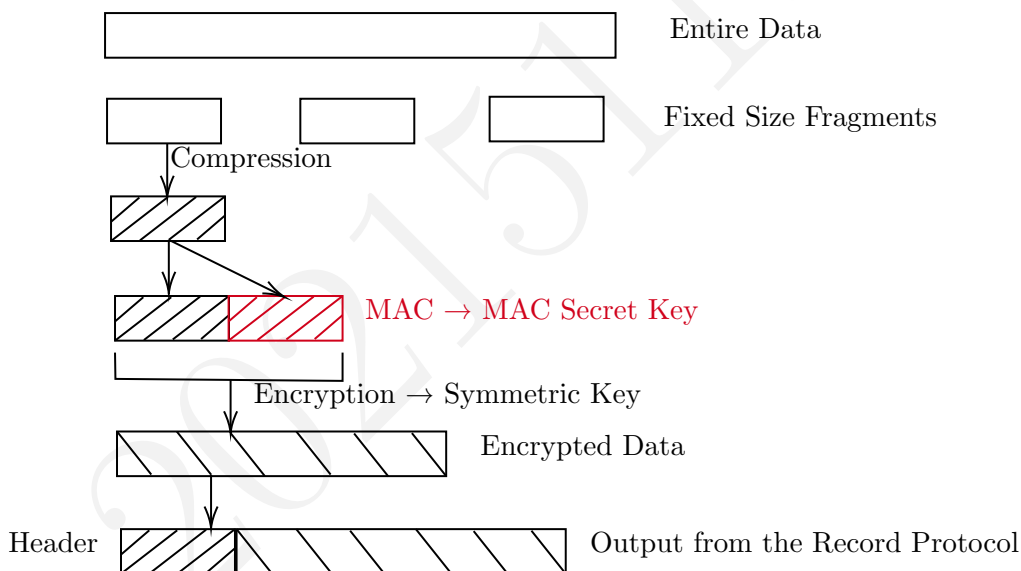 Entire Data
Fixed Size Fragments
Compression
MAC → MAC Secret Key
Encryption → Symmetric Key
Encrypted Data
Header
Output from the Record Protocol